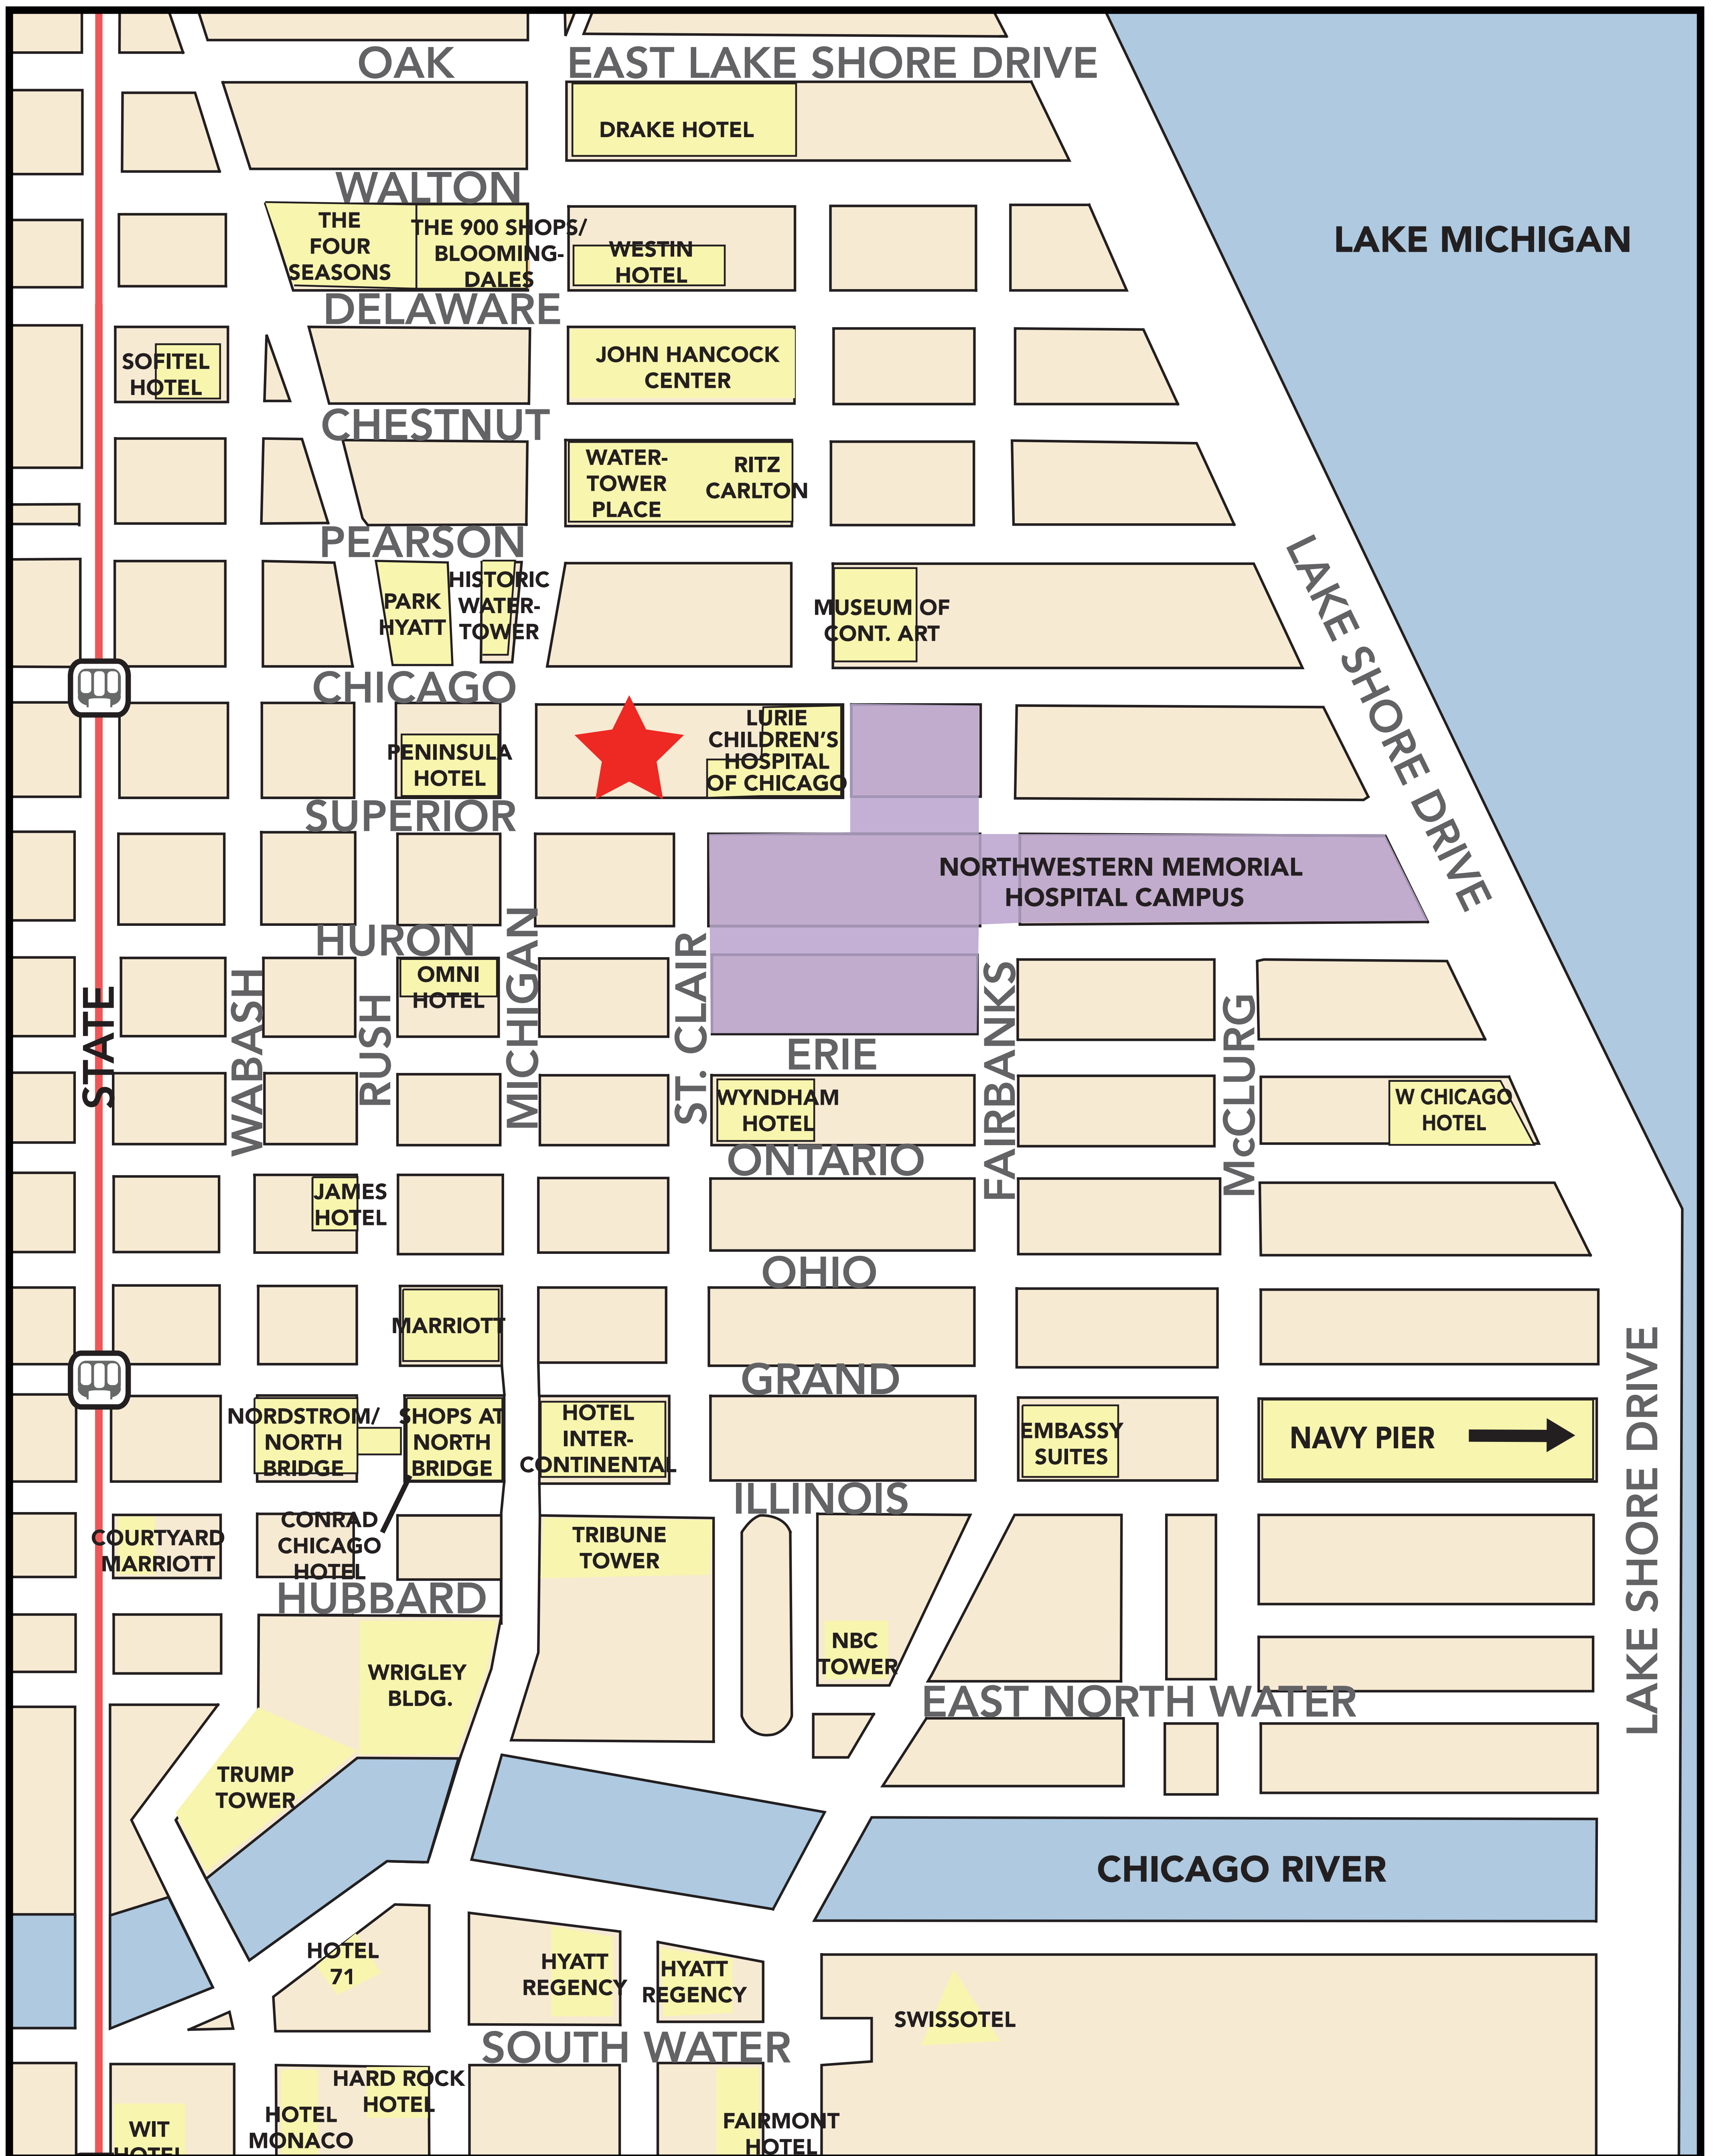 OAK
EAST LAKE SHORE DRIVE
DRAKE HOTEL
WALTON
THE
FOUR
SEASONS
THE 900 SHOPS/
BLOOMING-
DALES
WESTIN
HOTEL
LAKE MICHIGAN
DELAWARE
SOFITEL
HOTEL
JOHN HANCOCK
CENTER
CHESTNUT
WATER-
TOWER
PLACE
RITZ
CARLTON
PEARSON
PARK
HYATT
HISTORIC
WATER-
TOWER
MUSEUM OF
CONT. ART
LAKE SHORE DRIVE
CHICAGO
PENINSULA
HOTEL
LURIE
CHILDREN'S
HOSPITAL
OF CHICAGO
SUPERIOR
NORTHWESTERN MEMORIAL
HOSPITAL CAMPUS
HURON
OMNI
HOTEL
STATE
WABASH
RUSH
MICHIGAN
ST. CLAIR
FAIRBANKS
McCLURG
ERIE
WYNDHAM
HOTEL
W CHICAGO
HOTEL
ONTARIO
JAMES
HOTEL
OHIO
MARRIOTT
GRAND
NORDSTROM/
NORTH
BRIDGE
SHOPS AT
NORTH
BRIDGE
HOTEL
INTER-
CONTINENTAL
EMBASSY
SUITES
NAVY PIER
LAKE SHORE DRIVE
ILLINOIS
COURTYARD
MARRIOTT
CONRAD
CHICAGO
HOTEL
TRIBUNE
TOWER
HUBBARD
WRIGLEY
BLDG.
NBC
TOWER
EAST NORTH WATER
TRUMP
TOWER
CHICAGO RIVER
HOTEL
71
HYATT
REGENCY
HYATT
REGENCY
SWISSOTEL
SOUTH WATER
HARD ROCK
HOTEL
HOTEL
MONACO
WIT
HOTEL
FAIRMONT
HOTEL